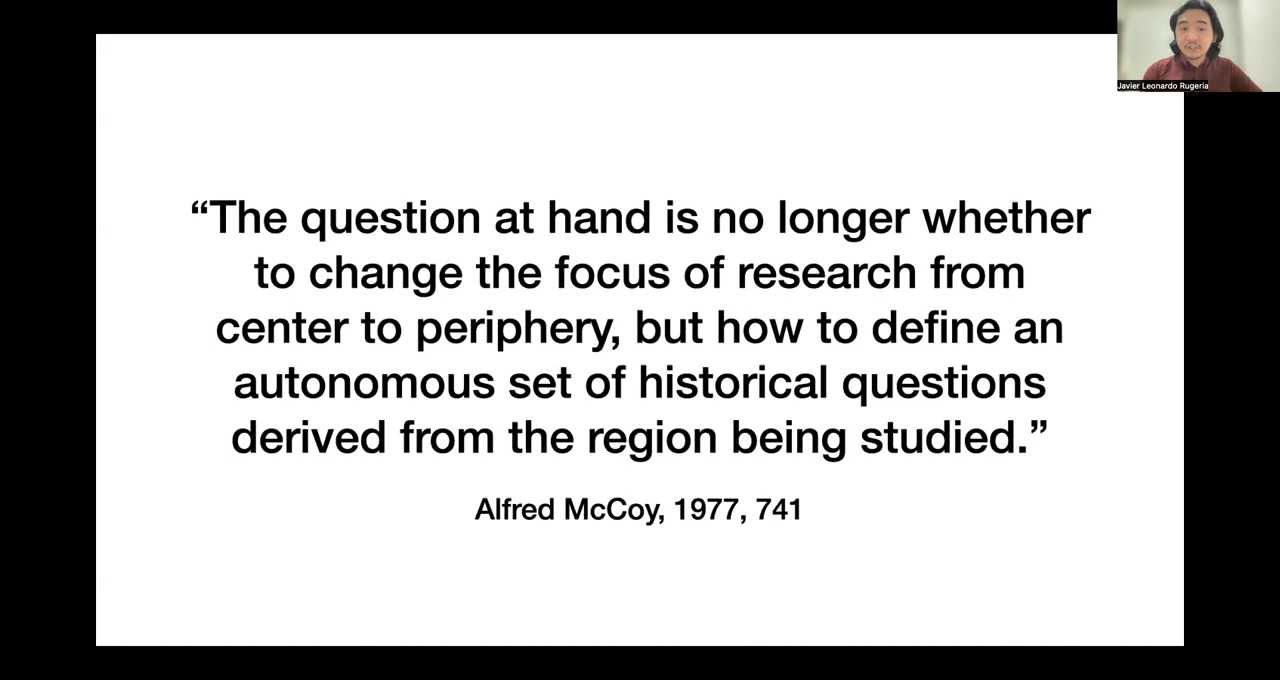 “The question at hand is no longer whether
to change the focus of research from
center to periphery, but how to define an
autonomous set of historical questions
derived from the region being studied.”
Alfred McCoy, 1977, 741
Javier Leonardo Rugeria